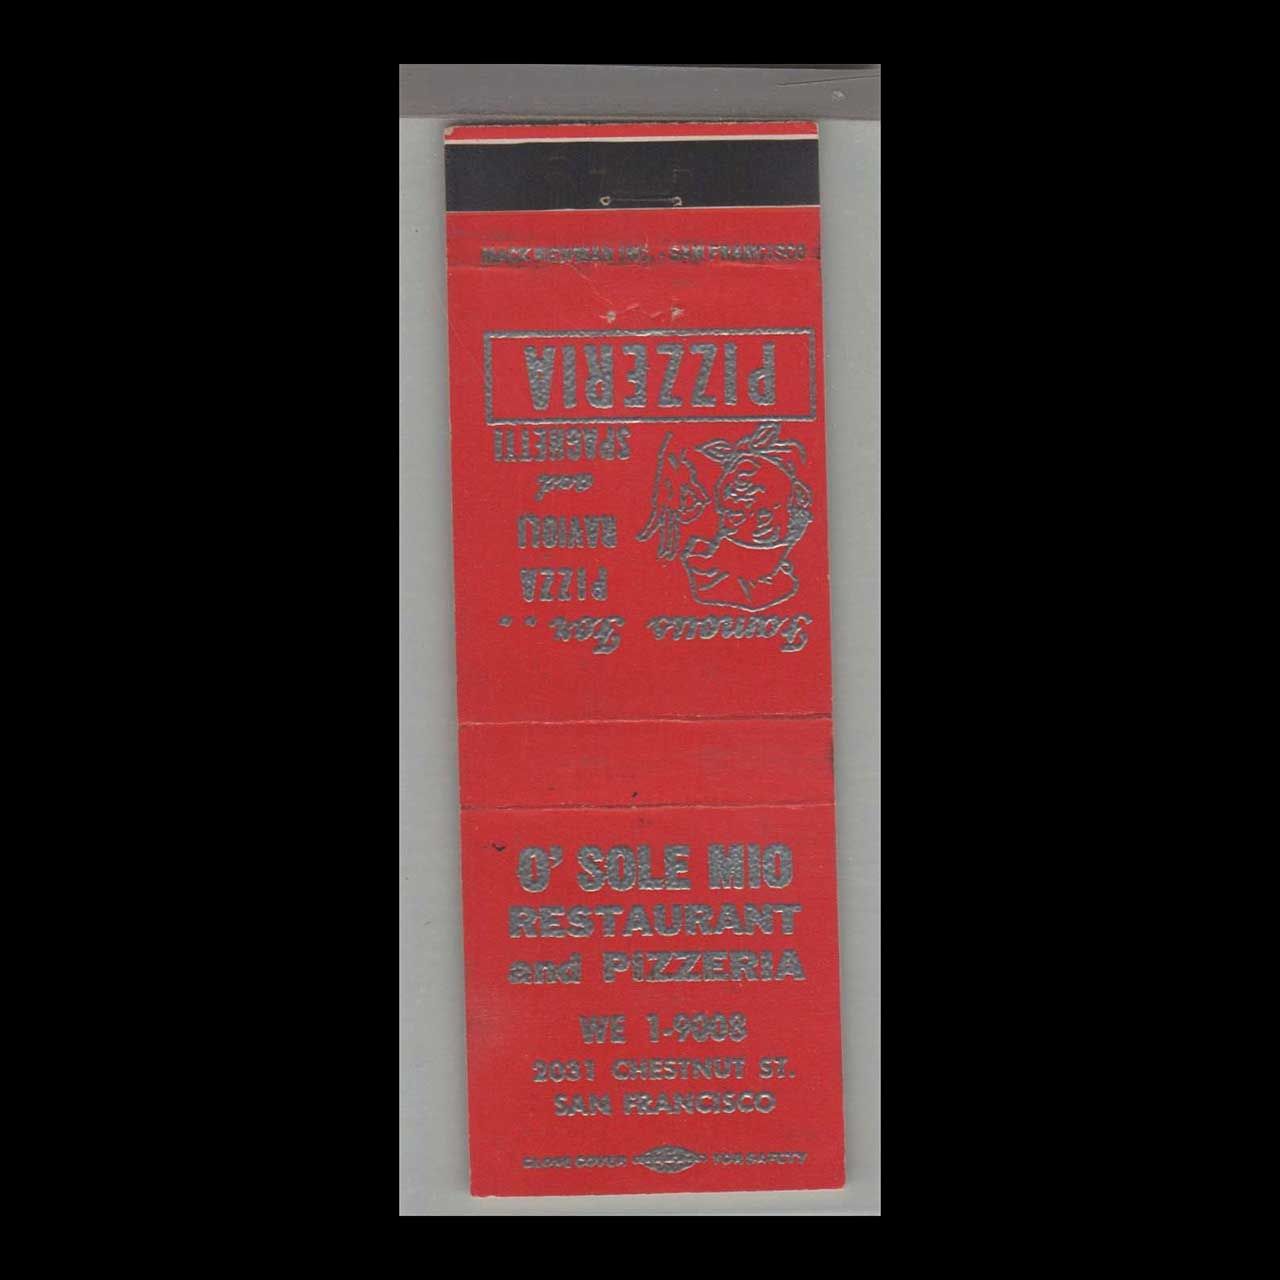 MACK NEWMAN INC. - SAN FRANCISCO
PIZZERIA
Famous For...
PIZZA
RAVIOLI
and
SPAGHETTI
O' SOLE MIO
RESTAURANT
and PIZZERIA
WE 1-9008
2031 CHESTNUT ST.
SAN FRANCISCO
CLOSE COVER FOR SAFETY